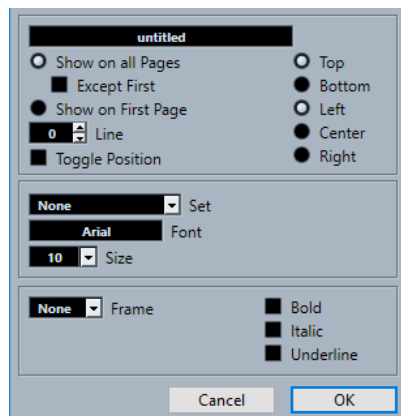 untitled
Show on all Pages Top
Except First Bottom
Show on First Page Left
0 Line Center
Toggle Position Right
None Set
Arial Font
10 Size
None Frame Bold
Italic
Underline
Cancel OK